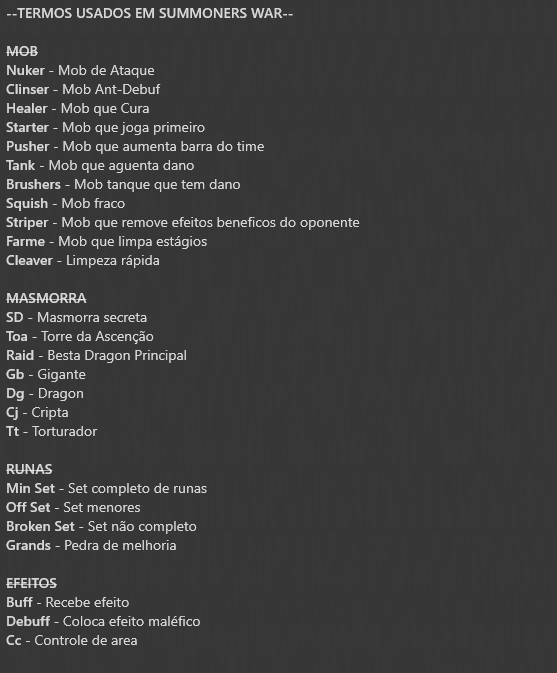 --TERMOS USADOS EM SUMMONERS WAR--
MOB
Nuker - Mob de Ataque
Clinser - Mob Ant-Debuf
Healer - Mob que Cura
Starter - Mob que joga primeiro
Pusher - Mob que aumenta barra do time
Tank - Mob que aguenta dano
Brushers - Mob tanque que tem dano
Squish - Mob fraco
Striper - Mob que remove efeitos beneficos do oponente
Farme - Mob que limpa estágios
Cleaver - Limpeza rápida
MASMORRA
SD - Masmorra secreta
Toa - Torre da Ascenção
Raid - Besta Dragon Principal
Gb - Gigante
Dg - Dragon
Cj - Cripta
Tt - Torturador
RUNAS
Min Set - Set completo de runas
Off Set - Set menores
Broken Set - Set não completo
Grands - Pedra de melhoria
EFEITOS
Buff - Recebe efeito
Debuff - Coloca efeito maléfico
Cc - Controle de area